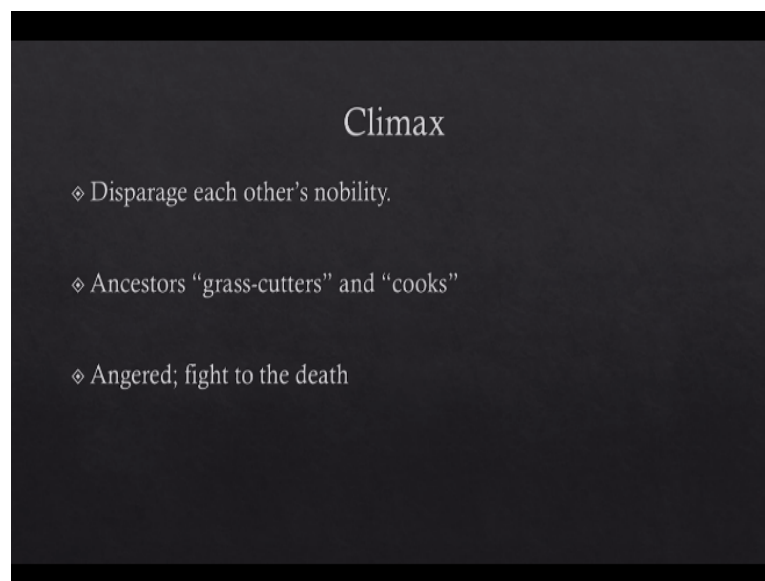 Climax
Disparage each other’s nobility.
Ancestors “grass-cutters” and “cooks”
Angered; fight to the death